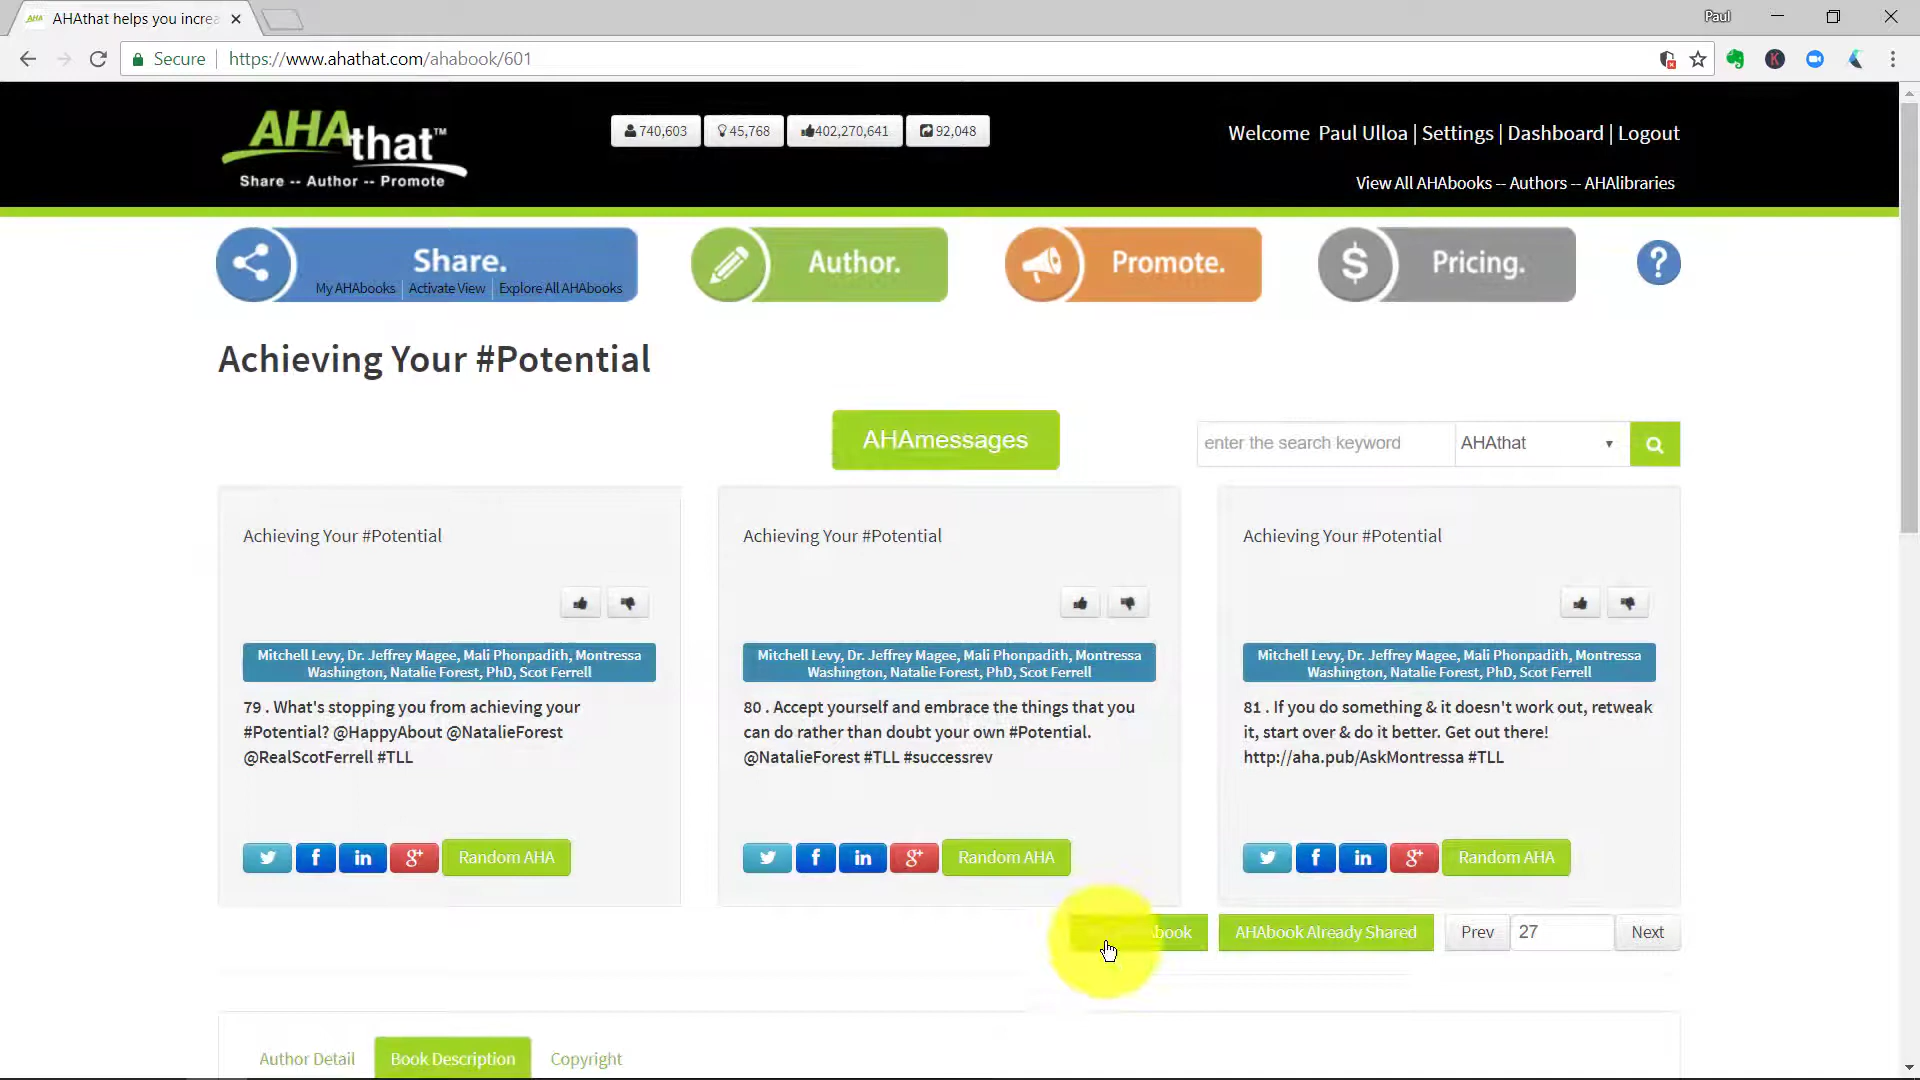 AHAthat helps you increa
Paul
Secure
https://www.ahathat.com/ahabook/601
AHAthat™
Share -- Author -- Promote
740,603
45,768
402,270,641
92,048
Welcome Paul Ulloa | Settings | Dashboard | Logout
View All AHAbooks -- Authors -- AHAlibraries
Share.
My AHAbooks
Activate View
Explore All AHAbooks
Author.
Promote.
$
Pricing.
?
Achieving Your #Potential
AHAmessages
enter the search keyword
AHAthat
Achieving Your #Potential
Mitchell Levy, Dr. Jeffrey Magee, Mali Phonpadith, Montressa
Washington, Natalie Forest, PhD, Scot Ferrell
79 . What's stopping you from achieving your
#Potential? @HappyAbout @NatalieForest
@RealScotFerrell #TLL
Random AHA
Achieving Your #Potential
Mitchell Levy, Dr. Jeffrey Magee, Mali Phonpadith, Montressa
Washington, Natalie Forest, PhD, Scot Ferrell
80 . Accept yourself and embrace the things that you
can do rather than doubt your own #Potential.
@NatalieForest #TLL #successrev
Random AHA
Achieving Your #Potential
Mitchell Levy, Dr. Jeffrey Magee, Mali Phonpadith, Montressa
Washington, Natalie Forest, PhD, Scot Ferrell
81 . If you do something & it doesn't work out, retweak
it, start over & do it better. Get out there!
http://aha.pub/AskMontressa #TLL
Random AHA
AHAbook Already Shared
Prev
27
Next
Author Detail
Book Description
Copyright